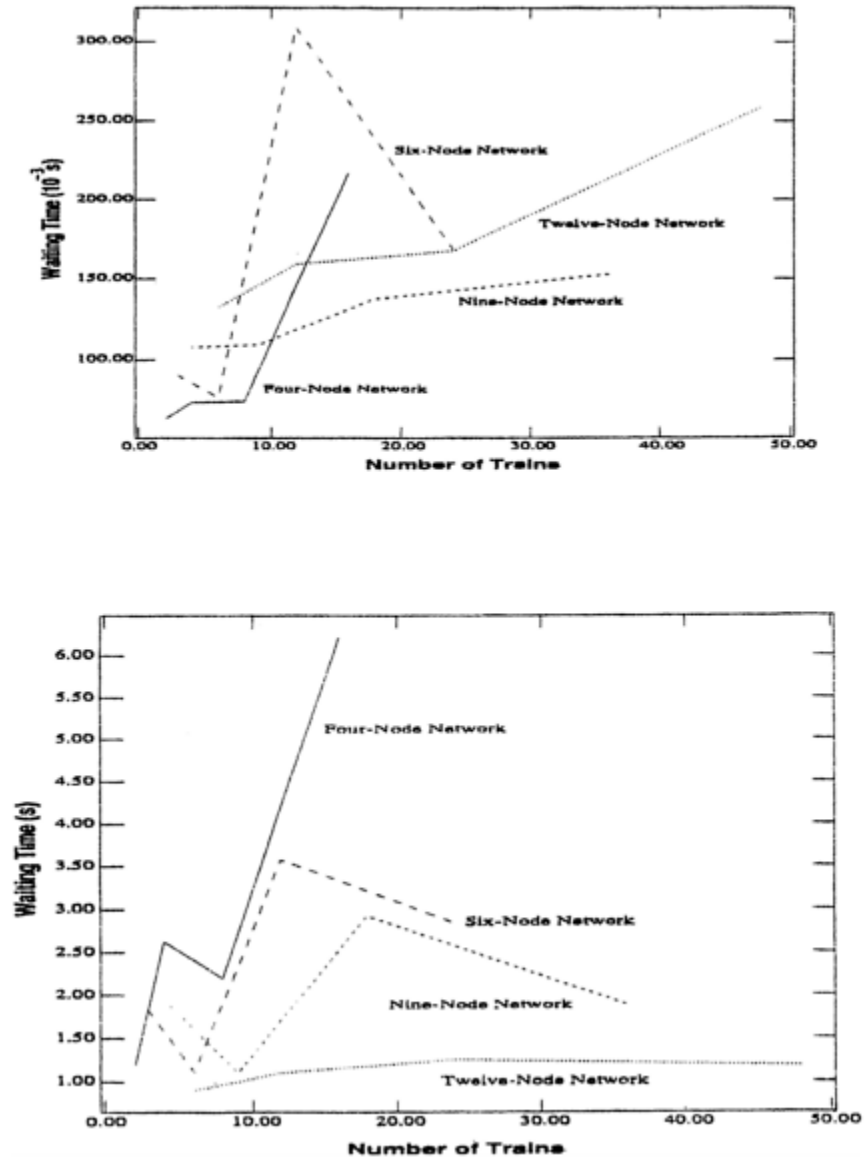 300.00
250.00
Six-Node Network
200.00
Twelve-Node Network
150.00
Nine-Node Network
100.00
Four-Node Network
Waiting Time (10⁻³ s)
0.00 10.00 20.00 30.00 40.00 50.00
Number of Trains
6.00
5.50
Four-Node Network
5.00
4.50
4.00
3.50
3.00
Six-Node Network
2.50
2.00
Nine-Node Network
1.50
1.00
Twelve-Node Network
Waiting Time (s)
0.00 10.00 20.00 30.00 40.00 50.00
Number of Trains